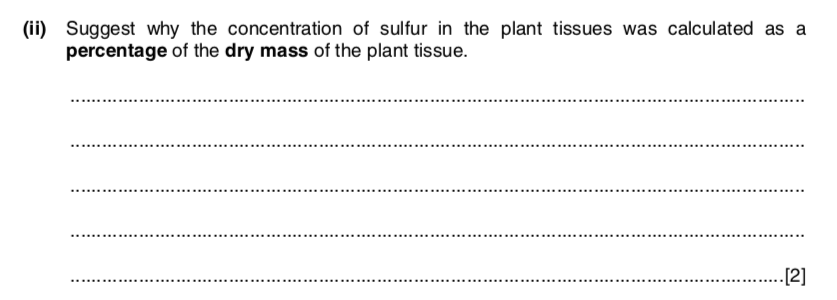 (ii) Suggest why the concentration of sulfur in the plant tissues was calculated as a
percentage of the dry mass of the plant tissue.
[2]